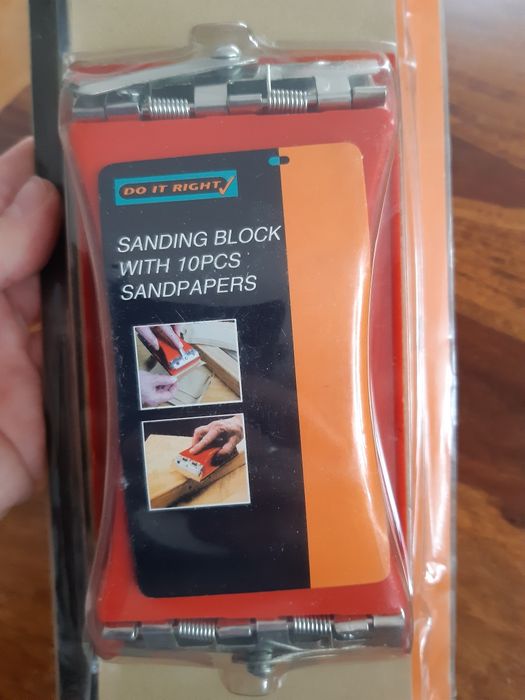 DO IT RIGHT
SANDING BLOCK
WITH 10PCS
SANDPAPERS